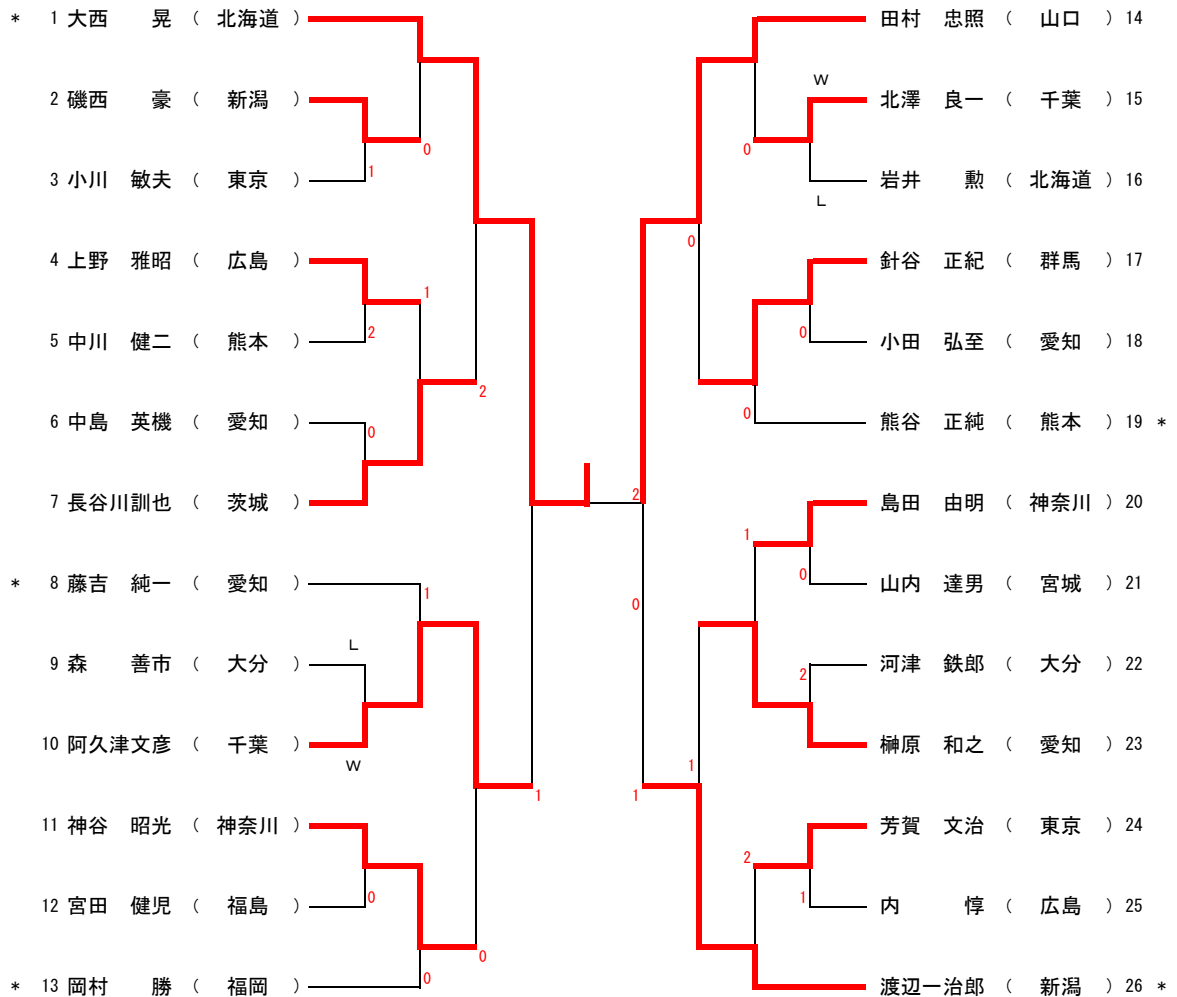 * 1 大西 晃 ( 北海道 )
2 磯西 豪 ( 新潟 )
0
3 小川 敏夫 ( 東京 )
1
4 上野 雅昭 ( 広島 )
1
5 中川 健二 ( 熊本 )
2
2
6 中島 英機 ( 愛知 )
0
7 長谷川訓也 ( 茨城 )
* 8 藤吉 純一 ( 愛知 )
1
L
9 森 善市 ( 大分 )
10 阿久津文彦 ( 千葉 )
W
1
11 神谷 昭光 ( 神奈川 )
12 宮田 健児 ( 福島 )
0
0
* 13 岡村 勝 ( 福岡 )
0
田村 忠照 ( 山口 ) 14
W
北澤 良一 ( 千葉 ) 15
0
岩井 勲 ( 北海道 ) 16
L
0
針谷 正紀 ( 群馬 ) 17
0
小田 弘至 ( 愛知 ) 18
0
熊谷 正純 ( 熊本 ) 19 *
2
島田 由明 ( 神奈川 ) 20
1
0
山内 達男 ( 宮城 ) 21
0
河津 鉄郎 ( 大分 ) 22
2
榊原 和之 ( 愛知 ) 23
1
1
芳賀 文治 ( 東京 ) 24
2
1
内 惇 ( 広島 ) 25
渡辺一治郎 ( 新潟 ) 26 *